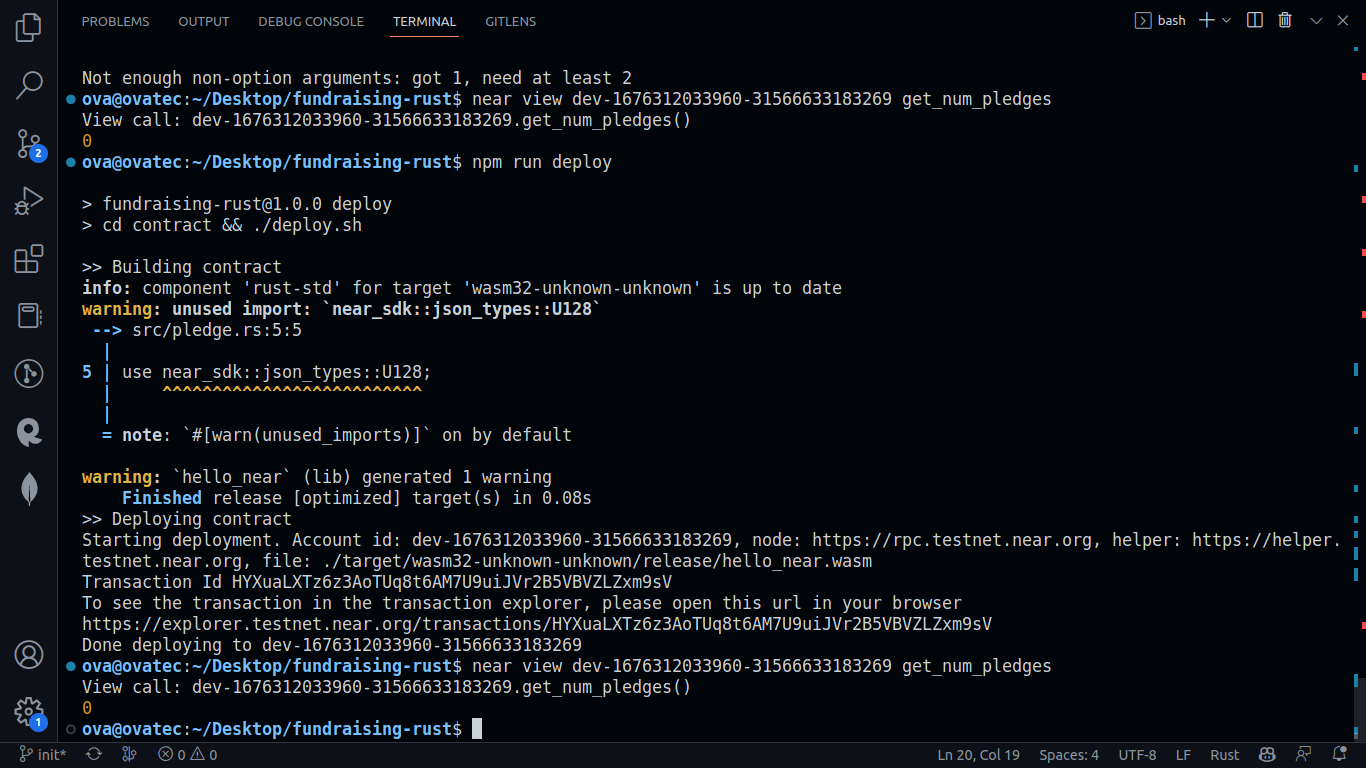 PROBLEMS OUTPUT DEBUG CONSOLE TERMINAL GITLENS bash
Not enough non-option arguments: got 1, need at least 2
ova@ovatec:~/Desktop/fundraising-rust$ near view dev-1676312033960-31566633183269 get_num_pledges
View call: dev-1676312033960-31566633183269.get_num_pledges()
0
ova@ovatec:~/Desktop/fundraising-rust$ npm run deploy
> fundraising-rust@1.0.0 deploy
> cd contract && ./deploy.sh
>> Building contract
info: component 'rust-std' for target 'wasm32-unknown-unknown' is up to date
warning: unused import: `near_sdk::json_types::U128`
--> src/pledge.rs:5:5
|
5 | use near_sdk::json_types::U128;
| ^^^^^^^^^^^^^^^^^^^^^^^^^^
|
= note: `#[warn(unused_imports)]` on by default
warning: `hello_near` (lib) generated 1 warning
Finished release [optimized] target(s) in 0.08s
>> Deploying contract
Starting deployment. Account id: dev-1676312033960-31566633183269, node: https://rpc.testnet.near.org, helper: https://helper.
testnet.near.org, file: ./target/wasm32-unknown-unknown/release/hello_near.wasm
Transaction Id HYXuaLXTz6z3AoTUq8t6AM7U9uiJVr2B5VBVZLZxm9sV
To see the transaction in the transaction explorer, please open this url in your browser
https://explorer.testnet.near.org/transactions/HYXuaLXTz6z3AoTUq8t6AM7U9uiJVr2B5VBVZLZxm9sV
Done deploying to dev-1676312033960-31566633183269
ova@ovatec:~/Desktop/fundraising-rust$ near view dev-1676312033960-31566633183269 get_num_pledges
View call: dev-1676312033960-31566633183269.get_num_pledges()
0
ova@ovatec:~/Desktop/fundraising-rust$
2
1
init* 0 0 Ln 20, Col 19 Spaces: 4 UTF-8 LF Rust